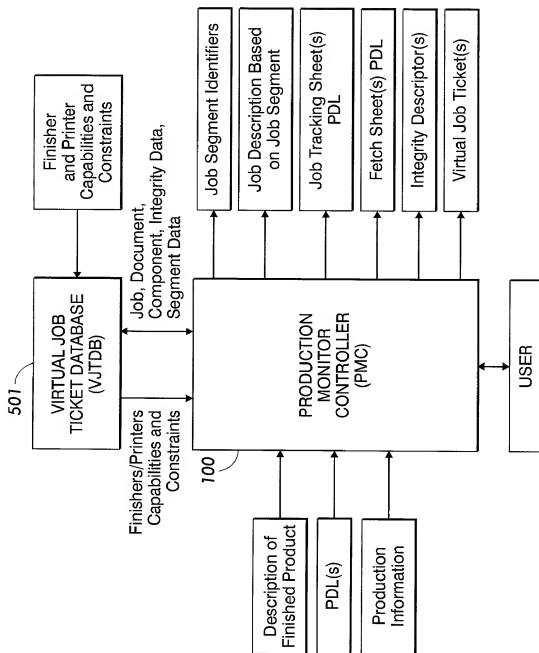 501
VIRTUAL JOB
TICKET DATABASE
(VJTDB)
Finisher
and Printer
Capabilities and
Constraints
Finishers/Printers
Capabilities and
Constraints
Job, Document,
Component, Integrity Data,
Segment Data
100
PRODUCTION
MONITOR
CONTROLLER
(PMC)
Description of
Finished Product
PDL(s)
Production
Information
Job Segment Identifiers
Job Description Based
on Job Segment
Job Tracking Sheet(s)
PDL
Fetch Sheet(s) PDL
Integrity Descriptor(s)
Virtual Job Ticket(s)
USER